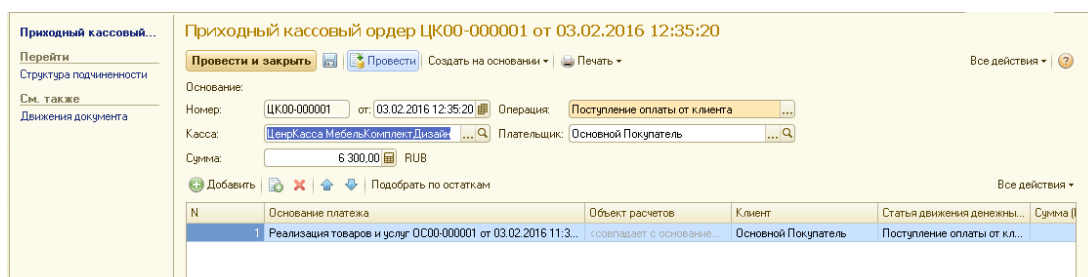 Приходный кассовый...
Приходный кассовый ордер ЦК00-000001 от 03.02.2016 12:35:20
Перейти
Структура подчиненности
См. также
Движения документа
Провести и закрыть Провести Создать на основании Печать Все действия ?
Основание:
Номер: ЦК00-000001 от: 03.02.2016 12:35:20 Операция: Поступление оплаты от клиента ...
Касса: ЦенрКасса МебельКомплектДизайн ... Плательщик: Основной Покупатель ...
Сумма: 6 300,00 RUB
Добавить Подобрать по остаткам Все действия
N Основание платежа Объект расчетов Клиент Статья движения денежны... Сумма (
1 Реализация товаров и услуг ОС00-000001 от 03.02.2016 11:3... <совпадает с основание... Основной Покупатель Поступление оплаты от кл...